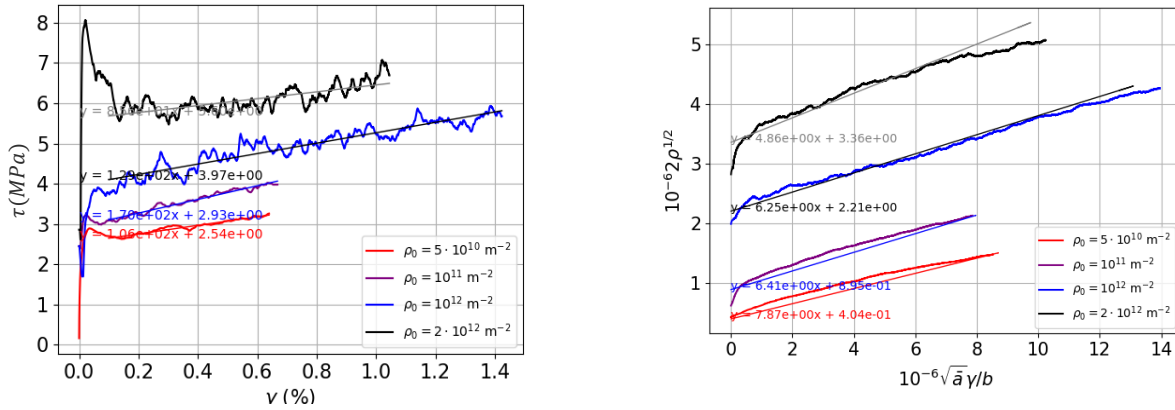 8
7
6
5
4
3
2
1
0
τ(MPa)
y = 1.29e+02x + 3.97e+00
y = 1.70e+02x + 2.93e+00
y = 1.06e+02x + 2.54e+00
ρ₀ = 5 · 10¹⁰ m⁻²
ρ₀ = 10¹¹ m⁻²
ρ₀ = 10¹² m⁻²
ρ₀ = 2 · 10¹² m⁻²
0.0 0.2 0.4 0.6 0.8 1.0 1.2 1.4
γ (%)
5
4
3
2
1
10⁻⁶2ρ^{1/2}
y = 4.86e+00x + 3.36e+00
y = 6.25e+00x + 2.21e+00
y = 6.41e+00x + 8.95e-01
y = 7.87e+00x + 4.04e-01
ρ₀ = 5 · 10¹⁰ m⁻²
ρ₀ = 10¹¹ m⁻²
ρ₀ = 10¹² m⁻²
ρ₀ = 2 · 10¹² m⁻²
0 2 4 6 8 10 12 14
10⁻⁶√ā γ/b